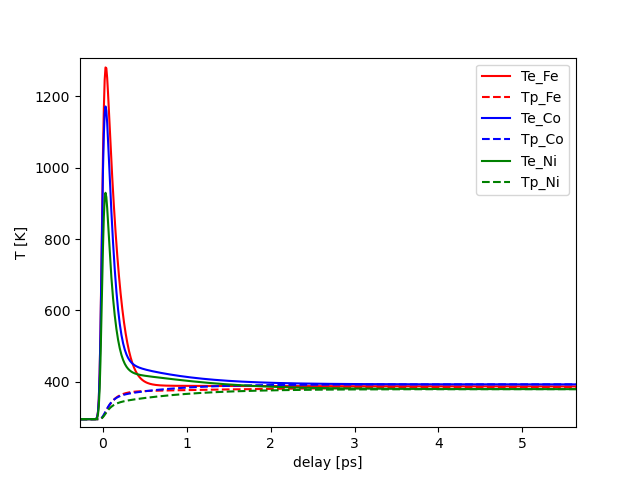 1200
1000
800
600
400
T [K]
0
1
2
3
4
5
delay [ps]
Te_Fe
Tp_Fe
Te_Co
Tp_Co
Te_Ni
Tp_Ni